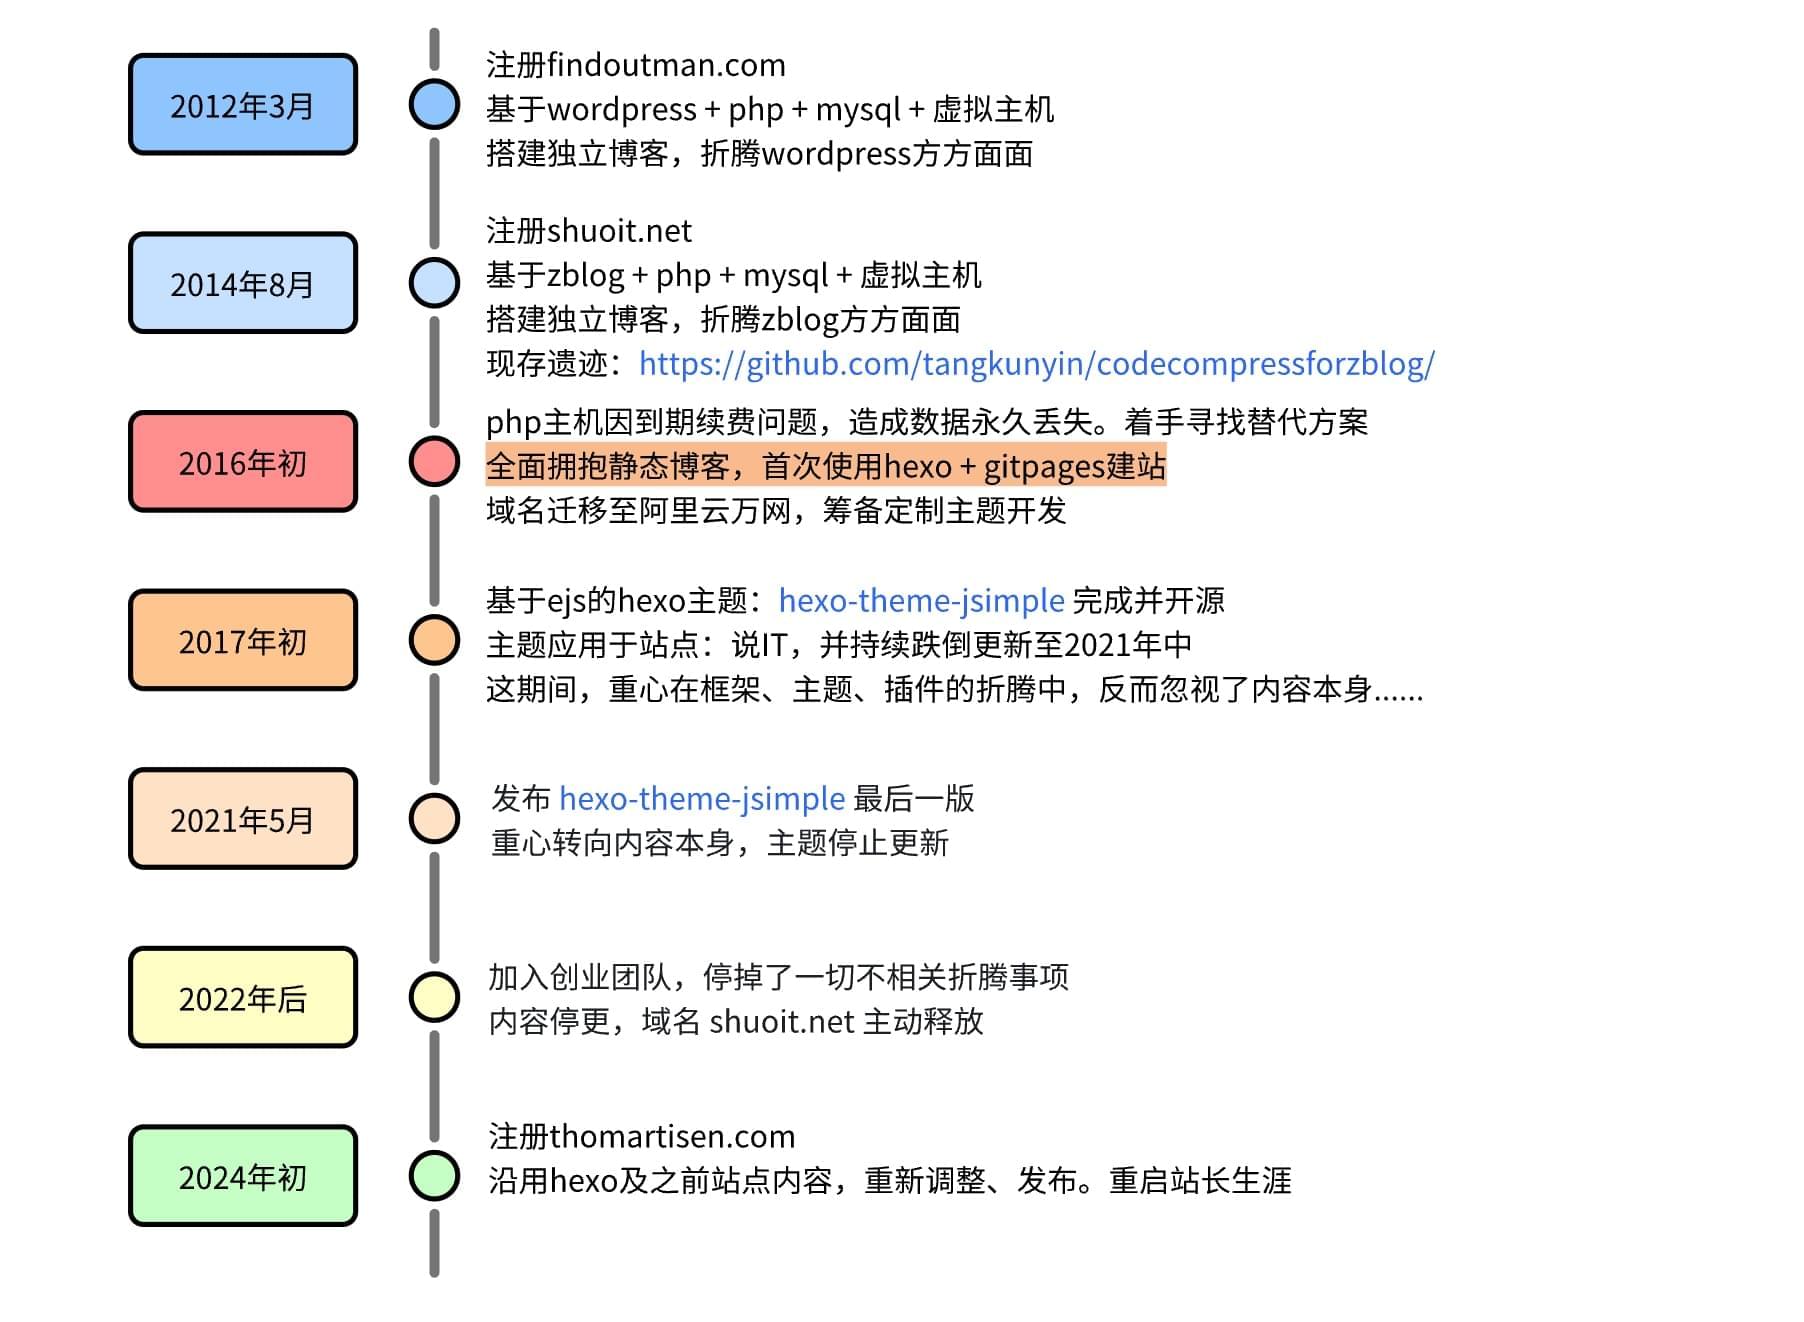 2012年3月
注册findoutman.com
基于wordpress + php + mysql + 虚拟主机
搭建独立博客，折腾wordpress方方面面
2014年8月
注册shuoit.net
基于zblog + php + mysql + 虚拟主机
搭建独立博客，折腾zblog方方面面
现存遗迹：https://github.com/tangkunyin/codecompressforzblog/
2016年初
php主机因到期续费问题，造成数据永久丢失。着手寻找替代方案
全面拥抱静态博客，首次使用hexo + gitpages建站
域名迁移至阿里云万网，筹备定制主题开发
2017年初
基于ejs的hexo主题：hexo-theme-jsimple 完成并开源
主题应用于站点：说IT，并持续跌倒更新至2021年中
这期间，重心在框架、主题、插件的折腾中，反而忽视了内容本身......
2021年5月
发布 hexo-theme-jsimple 最后一版
重心转向内容本身，主题停止更新
2022年后
加入创业团队，停掉了一切不相关折腾事项
内容停更，域名 shuoit.net 主动释放
2024年初
注册thomartisen.com
沿用hexo及之前站点内容，重新调整、发布。重启站长生涯